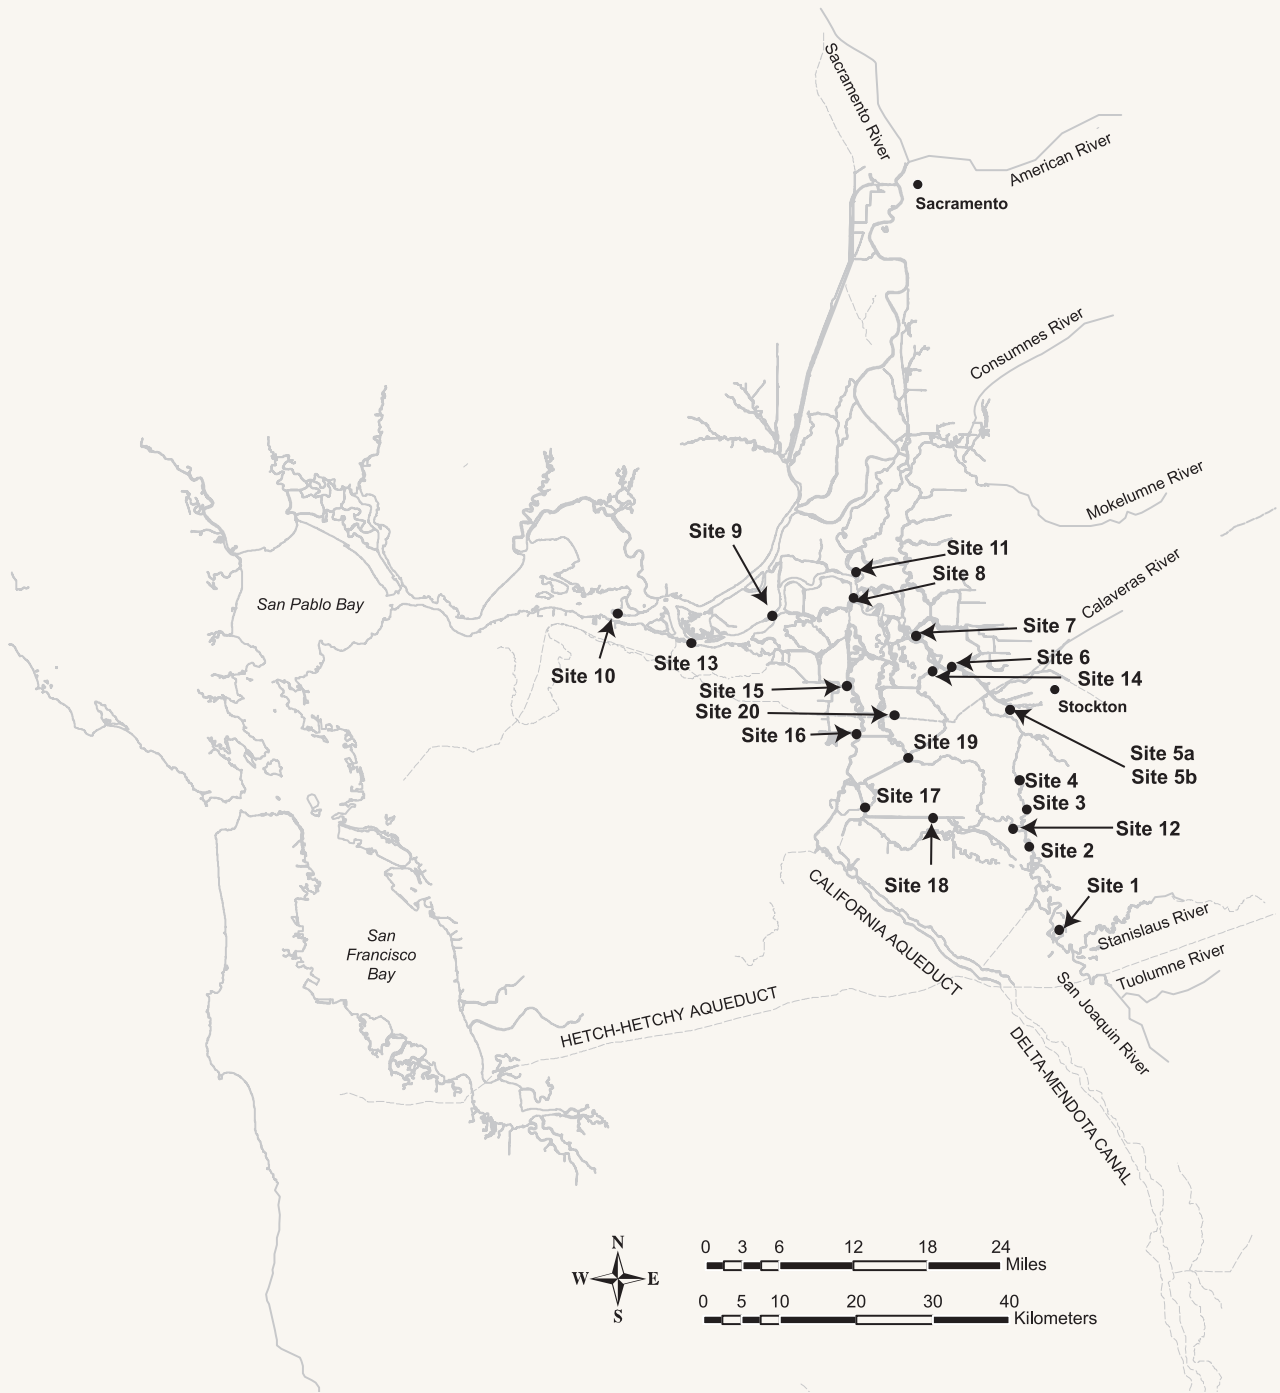 Sacramento River
American River
Sacramento
Consumnes River
Mokelumne River
Site 9
Site 11
Site 8
Calaveras River
San Pablo Bay
Site 7
Site 6
Site 13
Site 10
Site 14
Site 15
Site 20
Stockton
Site 16
Site 19
Site 5a
Site 5b
Site 4
Site 17
Site 3
Site 12
Site 2
Site 18
Site 1
CALIFORNIA AQUEDUCT
Stanislaus River
San
Francisco
Bay
Tuolumne River
San Joaquin River
HETCH-HETCHY AQUEDUCT
DELTA-MENDOTA CANAL
N
W E
S
0 3 6 12 18 24
Miles
0 5 10 20 30 40
Kilometers